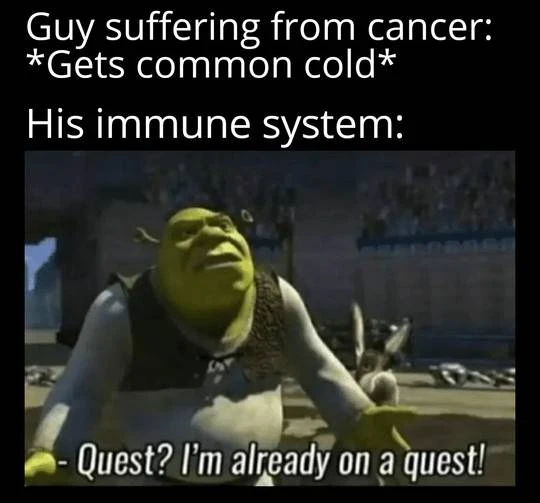 Guy suffering from cancer:
*Gets common cold*
His immune system:
- Quest? I'm already on a quest!